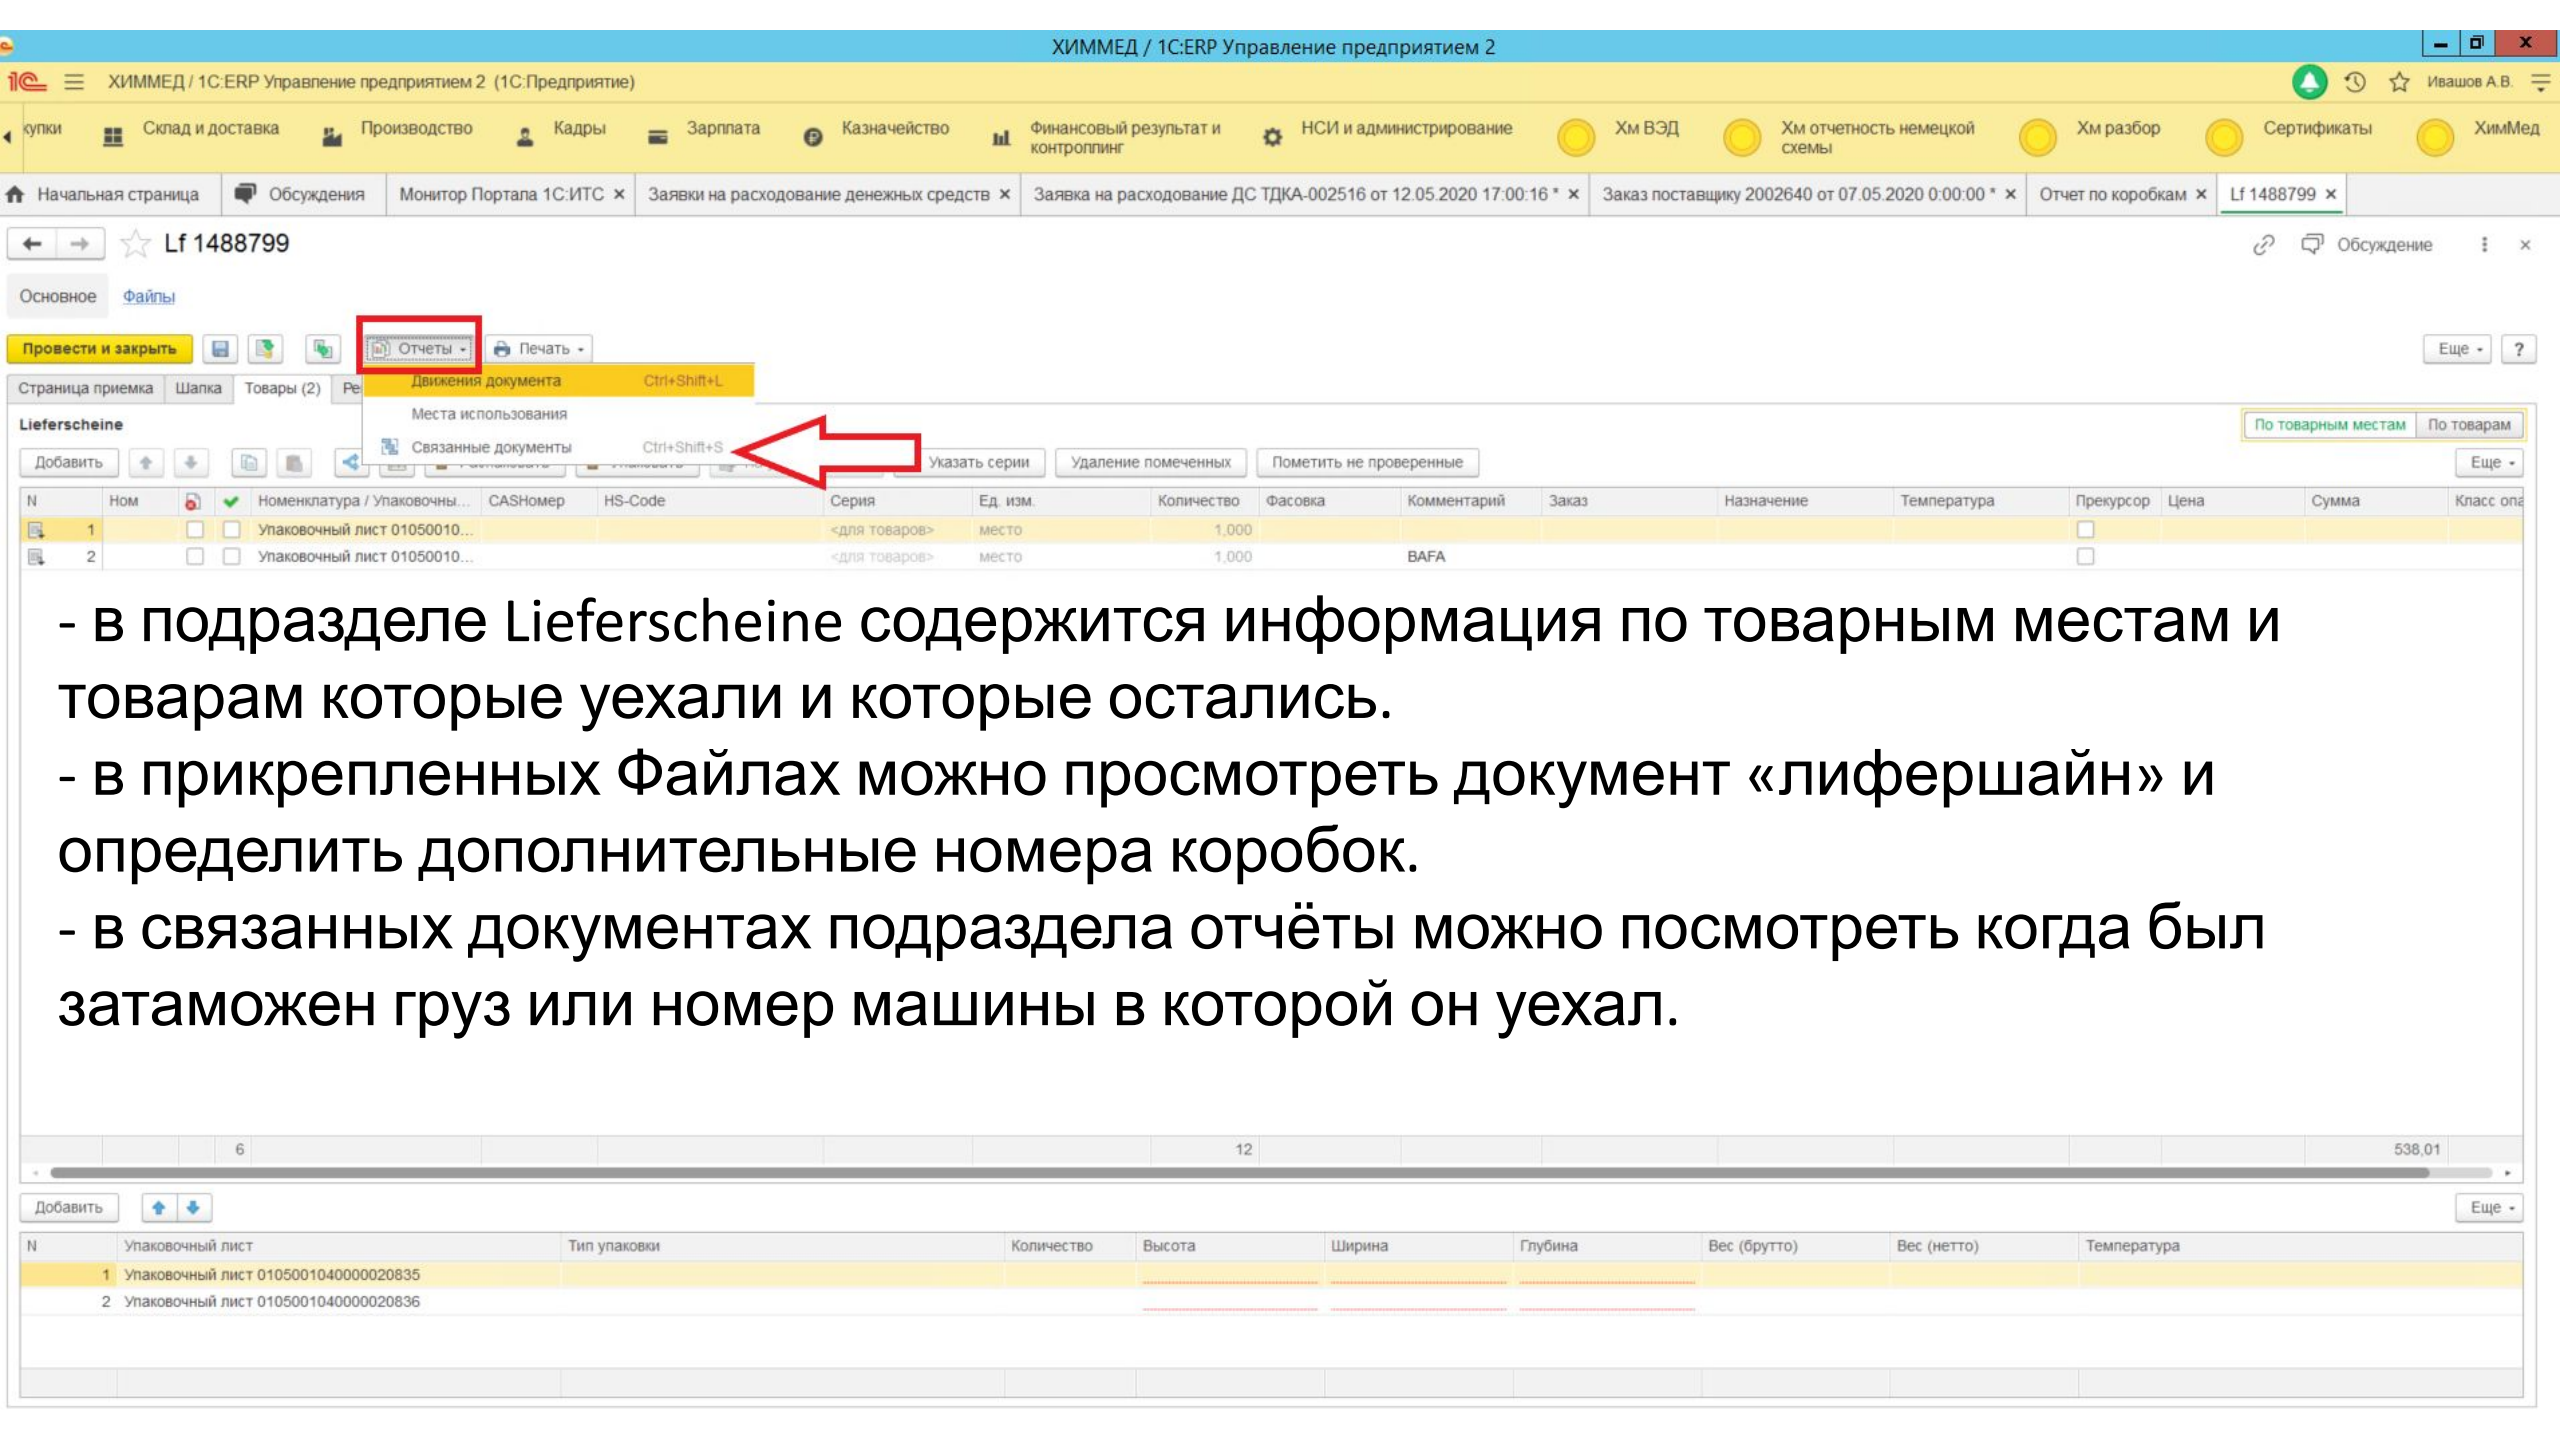 ХИММЕД / 1С:ERP Управление предприятием 2
ХИММЕД / 1С:ERP Управление предприятием 2 (1С:Предприятие)
Ивашов А.В.
купки
Склад и доставка
Производство
Кадры
Зарплата
Казначейство
Финансовый результат и контроллинг
НСИ и администрирование
Хм ВЭД
Хм отчетность немецкой схемы
Хм разбор
Сертификаты
ХимМед
Начальная страница
Обсуждения
Монитор Портала 1С:ИТС ×
Заявки на расходование денежных средств ×
Заявка на расходование ДС ТДКА-002516 от 12.05.2020 17:00:16 * ×
Заказ поставщику 2002640 от 07.05.2020 0:00:00 * ×
Отчет по коробкам ×
Lf 1488799 ×
Lf 1488799
Обсуждение
Основное
Файлы
Провести и закрыть
Отчеты
Печать
Еще
?
Страница приемка
Шапка
Товары (2)
Ре
Движения документа Ctrl+Shift+L
Места использования
Связанные документы Ctrl+Shift+S
Lieferscheine
По товарным местам
По товарам
Добавить
Указать серии
Удаление помеченных
Пометить не проверенные
Еще
N Ном Номенклатура / Упаковочны... CASНомер HS-Code Серия Ед. изм. Количество Фасовка Комментарий Заказ Назначение Температура Прекурсор Цена Сумма Класс опа
1 Упаковочный лист 01050010... <для товаров> место 1,000
2 Упаковочный лист 01050010... <для товаров> место 1,000 BAFA
- в подразделе Lieferscheine содержится информация по товарным местам и
товарам которые уехали и которые остались.
- в прикрепленных Файлах можно просмотреть документ «лифершайн» и
определить дополнительные номера коробок.
- в связанных документах подраздела отчёты можно посмотреть когда был
затаможен груз или номер машины в которой он уехал.
6 12 538,01
Добавить
Еще
N Упаковочный лист Тип упаковки Количество Высота Ширина Глубина Вес (брутто) Вес (нетто) Температура
1 Упаковочный лист 0105001040000020835
2 Упаковочный лист 0105001040000020836